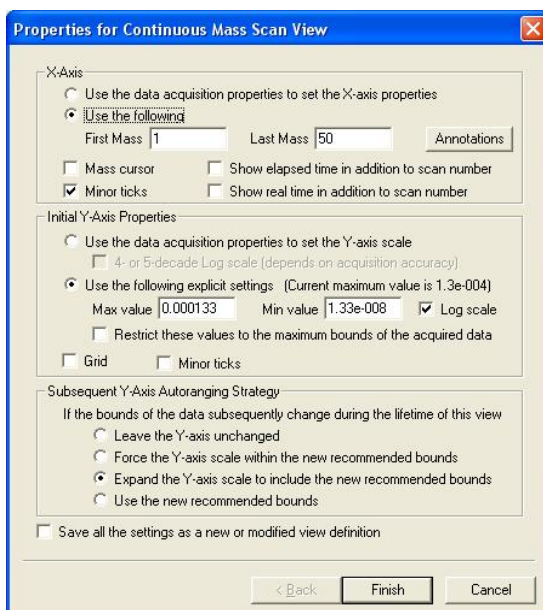 Properties for Continuous Mass Scan View
X-Axis
Use the data acquisition properties to set the X-axis properties
Use the following
First Mass 1 Last Mass 50 Annotations
Mass cursor Show elapsed time in addition to scan number
Minor ticks Show real time in addition to scan number
Initial Y-Axis Properties
Use the data acquisition properties to set the Y-axis scale
4- or 5-decade Log scale (depends on acquisition accuracy)
Use the following explicit settings (Current maximum value is 1.3e-004)
Max value 0.000133 Min value 1.33e-008 Log scale
Restrict these values to the maximum bounds of the acquired data
Grid Minor ticks
Subsequent Y-Axis Autoranging Strategy
If the bounds of the data subsequently change during the lifetime of this view
Leave the Y-axis unchanged
Force the Y-axis scale within the new recommended bounds
Expand the Y-axis scale to include the new recommended bounds
Use the new recommended bounds
Save all the settings as a new or modified view definition
< Back Finish Cancel